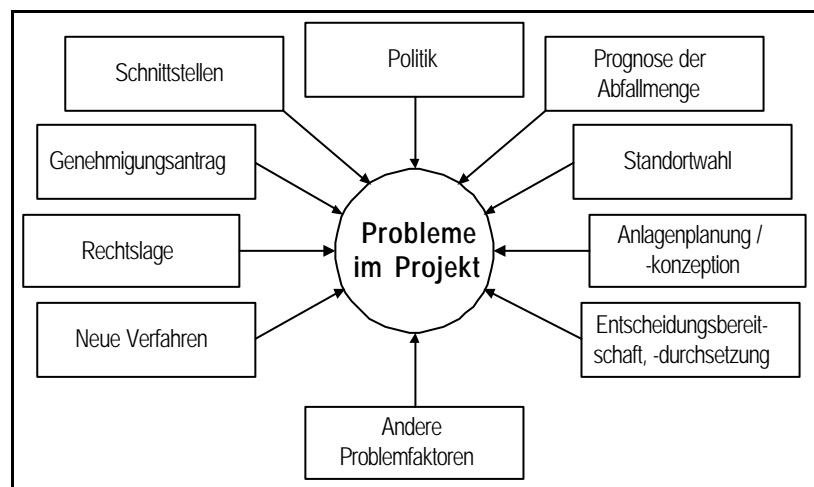 Politik
Schnittstellen
Prognose der
Abfallmenge
Genehmigungsantrag
Standortwahl
Rechtslage
Probleme
im Projekt
Anlagenplanung /
-konzeption
Neue Verfahren
Entscheidungsbereit-
schaft, -durchsetzung
Andere
Problemfaktoren